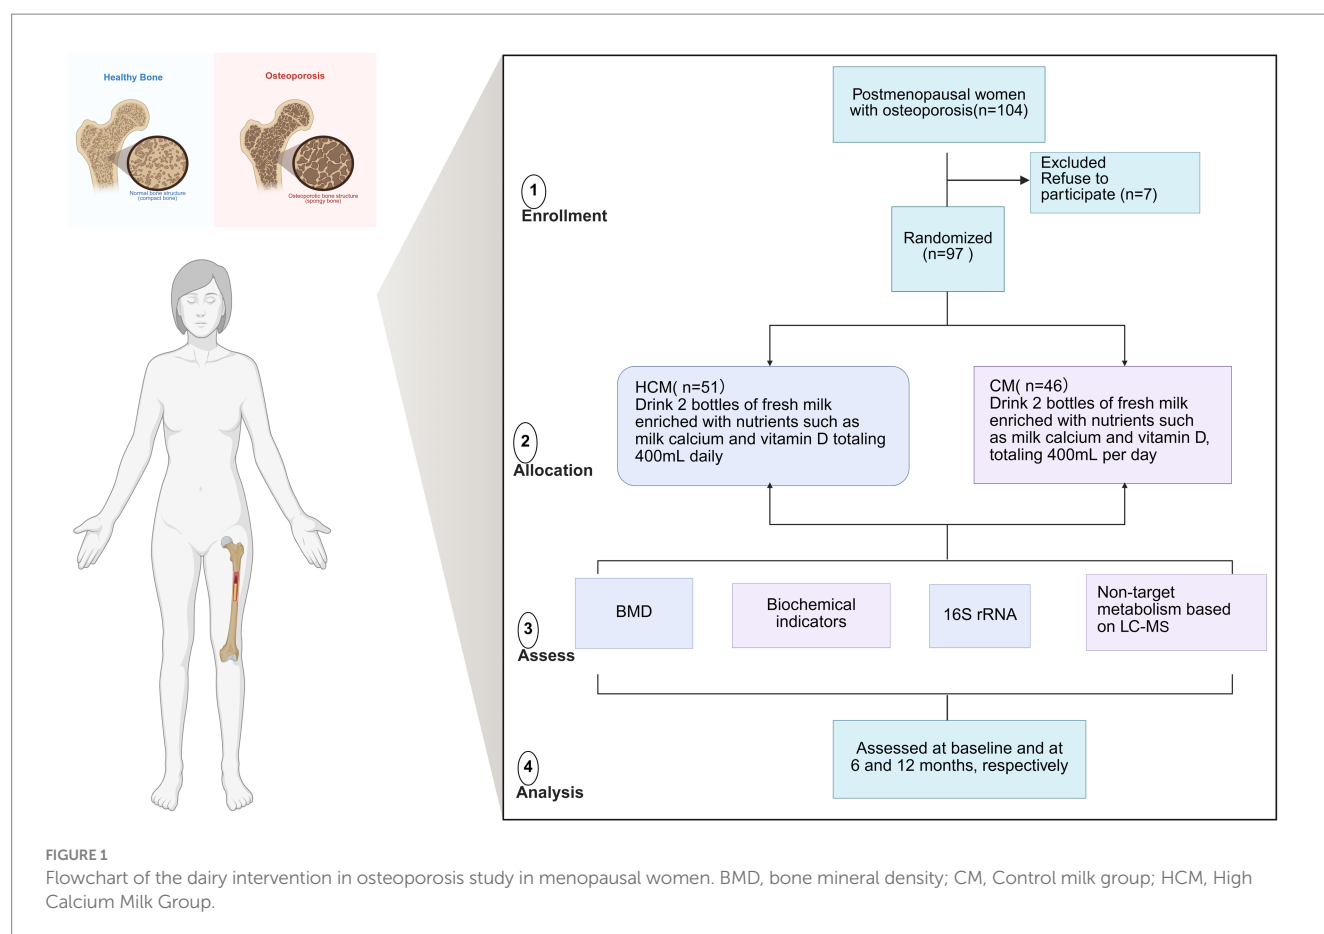 Healthy Bone
Osteoporosis
Normal bone structure
(compact bone)
Osteoporotic bone structure
(spongy bone)
Postmenopausal women
with osteoporosis(n=104)
Excluded
Refuse to
participate (n=7)
1
Enrollment
Randomized
(n=97 )
HCM( n=51)
Drink 2 bottles of fresh milk
enriched with nutrients such as
milk calcium and vitamin D totaling
400mL daily
CM( n=46)
Drink 2 bottles of fresh milk
enriched with nutrients such
as milk calcium and vitamin D,
totaling 400mL per day
2
Allocation
BMD
Biochemical
indicators
16S rRNA
Non-target
metabolism based
on LC-MS
3
Assess
Assessed at baseline and at
6 and 12 months, respectively
4
Analysis
FIGURE 1
Flowchart of the dairy intervention in osteoporosis study in menopausal women. BMD, bone mineral density; CM, Control milk group; HCM, High
Calcium Milk Group.